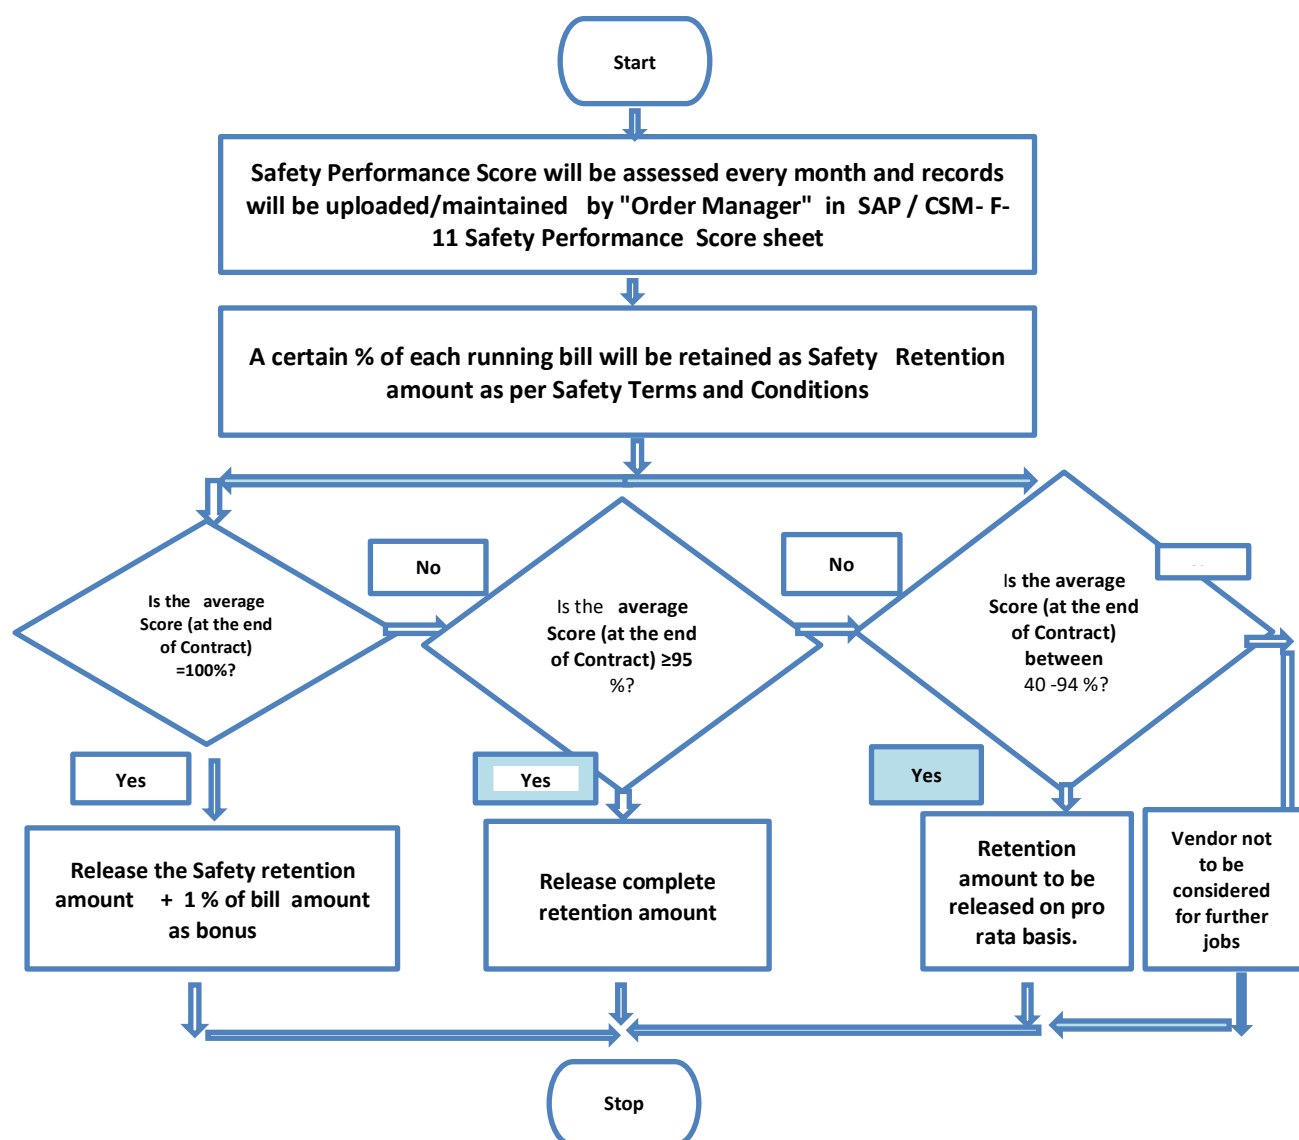 Start
Safety Performance Score will be assessed every month and records
will be uploaded/maintained by "Order Manager" in SAP / CSM- F-
11 Safety Performance Score sheet
A certain % of each running bill will be retained as Safety Retention
amount as per Safety Terms and Conditions
Is the average
Score (at the end
of Contract)
=100%?
No
Is the average
Score (at the end
of Contract) ≥95
%?
No
Is the average
Score (at the end
of Contract)
between
40 -94 %?
Yes
Yes
Yes
Release the Safety retention
amount + 1 % of bill amount
as bonus
Release complete
retention amount
Retention
amount to be
released on pro
rata basis.
Vendor not
to be
considered
for further
jobs
Stop